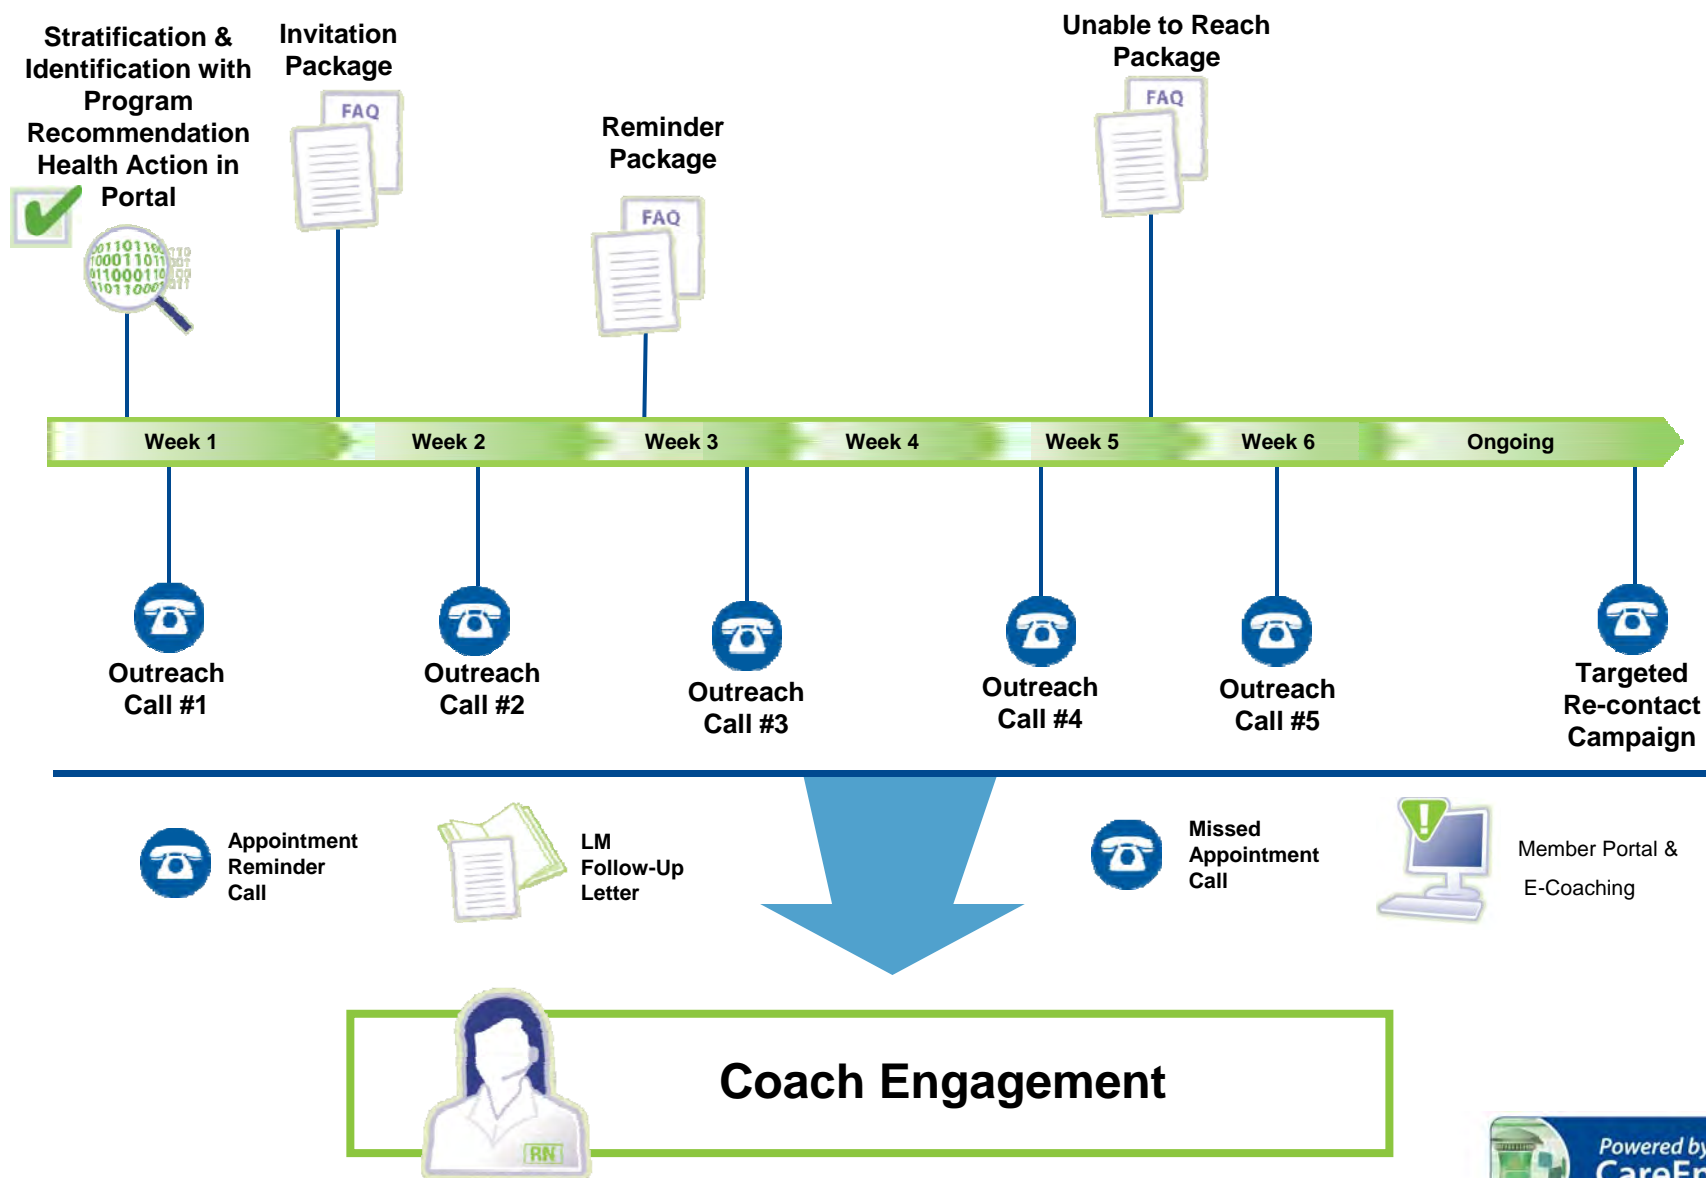 Stratification &
Identification with
Program
Recommendation
Health Action in
Portal
Invitation
Package
FAQ
Reminder
Package
FAQ
Unable to Reach
Package
FAQ
Week 1
Week 2
Week 3
Week 4
Week 5
Week 6
Ongoing
Outreach
Call #1
Outreach
Call #2
Outreach
Call #3
Outreach
Call #4
Outreach
Call #5
Targeted
Re-contact
Campaign
Appointment
Reminder
Call
LM
Follow-Up
Letter
Missed
Appointment
Call
Member Portal &
E-Coaching
Coach Engagement
RN
Powered by